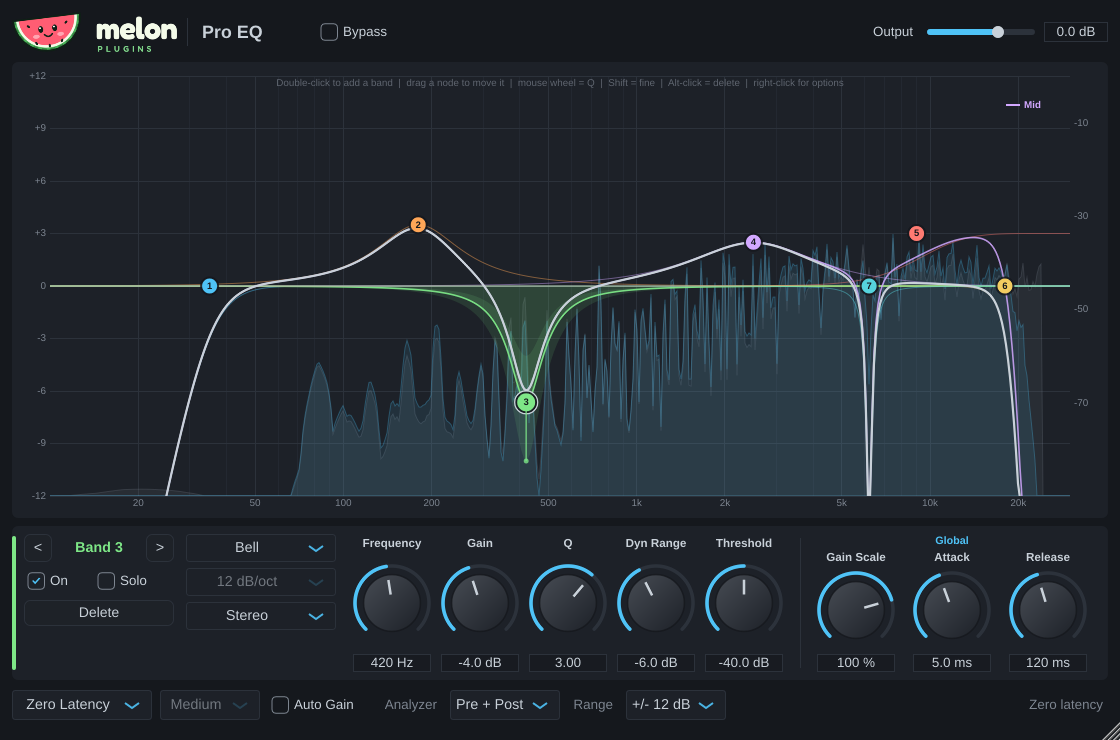 melon
PLUGINS
Pro EQ
Bypass
Output
0.0 dB
Double-click to add a band | drag a node to move it | mouse wheel = Q | Shift = fine | Alt-click = delete | right-click for options
Mid
+12
+9
+6
+3
0
-3
-6
-9
-12
-10
-30
-50
-70
1
2
3
4
5
6
7
20
50
100
200
500
1k
2k
5k
10k
20k
< Band 3 >
On
Solo
Delete
Bell
12 dB/oct
Stereo
Frequency
Gain
Q
Dyn Range
Threshold
420 Hz
-4.0 dB
3.00
-6.0 dB
-40.0 dB
Global
Gain Scale
Attack
Release
100 %
5.0 ms
120 ms
Zero Latency
Medium
Auto Gain
Analyzer
Pre + Post
Range
+/- 12 dB
Zero latency